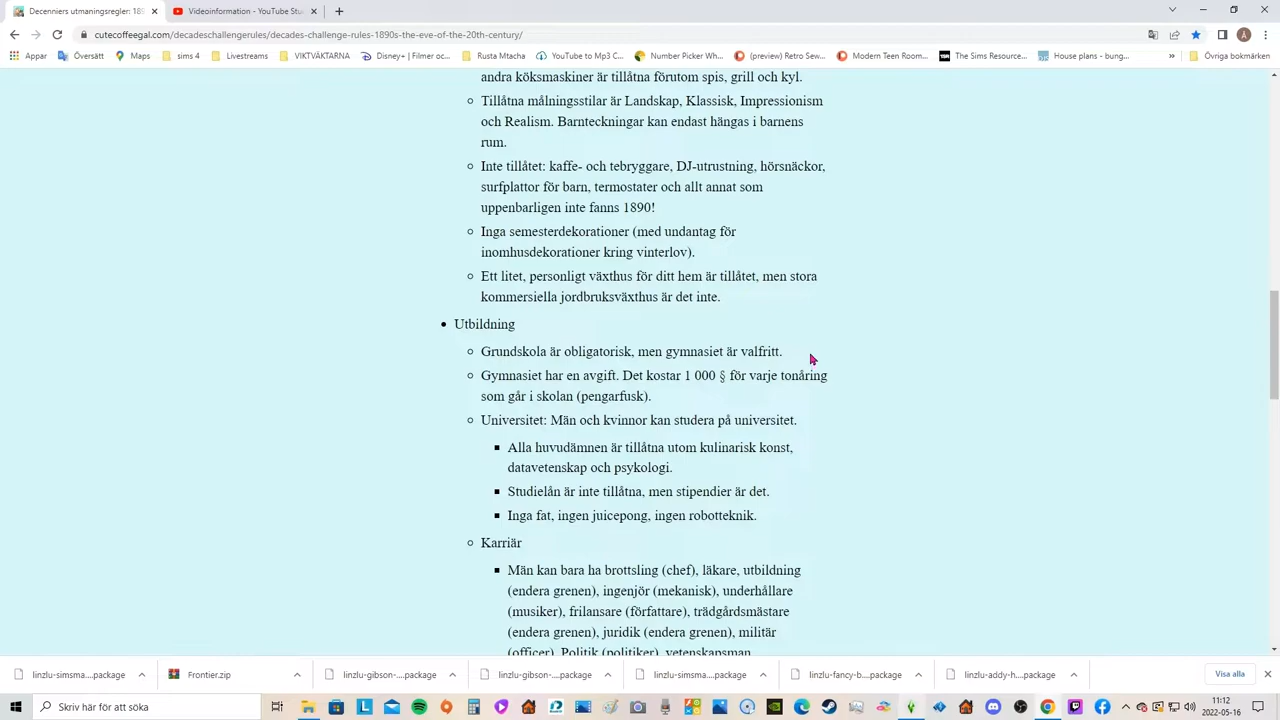 Decenniers utmaningsregler: 189
Videoinformation - YouTube Stu
cutecoffeegal.com/decadeschallengerules/decades-challenge-rules-1890s-the-eve-of-the-20th-century/
Appar Översätt Maps sims 4 Livestreams VIKTVÄKTARNA Disney+ | Filmer oc... Rusta Mtacha YouTube to Mp3 C... Number Picker Wh... (preview) Retro Sew... Modern Teen Room... The Sims Resource... House plans - bung... » Övriga bokmärken
andra köksmaskiner är tillåtna förutom spis, grill och kyl.
Tillåtna målningsstilar är Landskap, Klassisk, Impressionism
och Realism. Barnteckningar kan endast hängas i barnens
rum.
Inte tillåtet: kaffe- och tebryggare, DJ-utrustning, hörsnäckor,
surfplattor för barn, termostater och allt annat som
uppenbarligen inte fanns 1890!
Inga semesterdekorationer (med undantag för
inomhusdekorationer kring vinterlov).
Ett litet, personligt växthus för ditt hem är tillåtet, men stora
kommersiella jordbruksväxthus är det inte.
Utbildning
Grundskola är obligatorisk, men gymnasiet är valfritt.
Gymnasiet har en avgift. Det kostar 1 000 § för varje tonåring
som går i skolan (pengarfusk).
Universitet: Män och kvinnor kan studera på universitet.
Alla huvudämnen är tillåtna utom kulinarisk konst,
datavetenskap och psykologi.
Studielån är inte tillåtna, men stipendier är det.
Inga fat, ingen juicepong, ingen robotteknik.
Karriär
Män kan bara ha brottsling (chef), läkare, utbildning
(endera grenen), ingenjör (mekanisk), underhållare
(musiker), frilansare (författare), trädgårdsmästare
(endera grenen), juridik (endera grenen), militär
(officer), Politik (politiker), vetenskapsman
linzlu-simsma....package Frontier.zip linzlu-gibson-....package linzlu-gibson-....package linzlu-simsma....package linzlu-fancy-b....package linzlu-addy-h....package Visa alla
Skriv här för att söka
11:12
2022-05-16